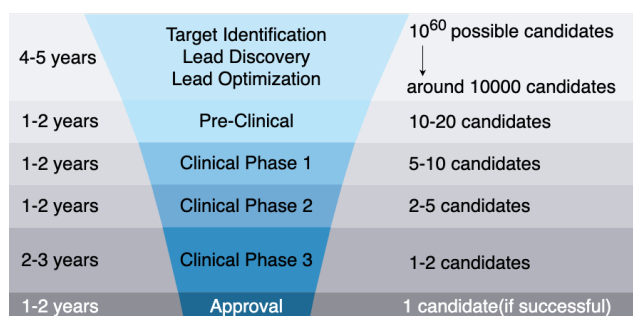 4-5 years
Target Identification
Lead Discovery
Lead Optimization
10⁶⁰ possible candidates
around 10000 candidates
1-2 years
Pre-Clinical
10-20 candidates
1-2 years
Clinical Phase 1
5-10 candidates
1-2 years
Clinical Phase 2
2-5 candidates
2-3 years
Clinical Phase 3
1-2 candidates
1-2 years
Approval
1 candidate(if successful)